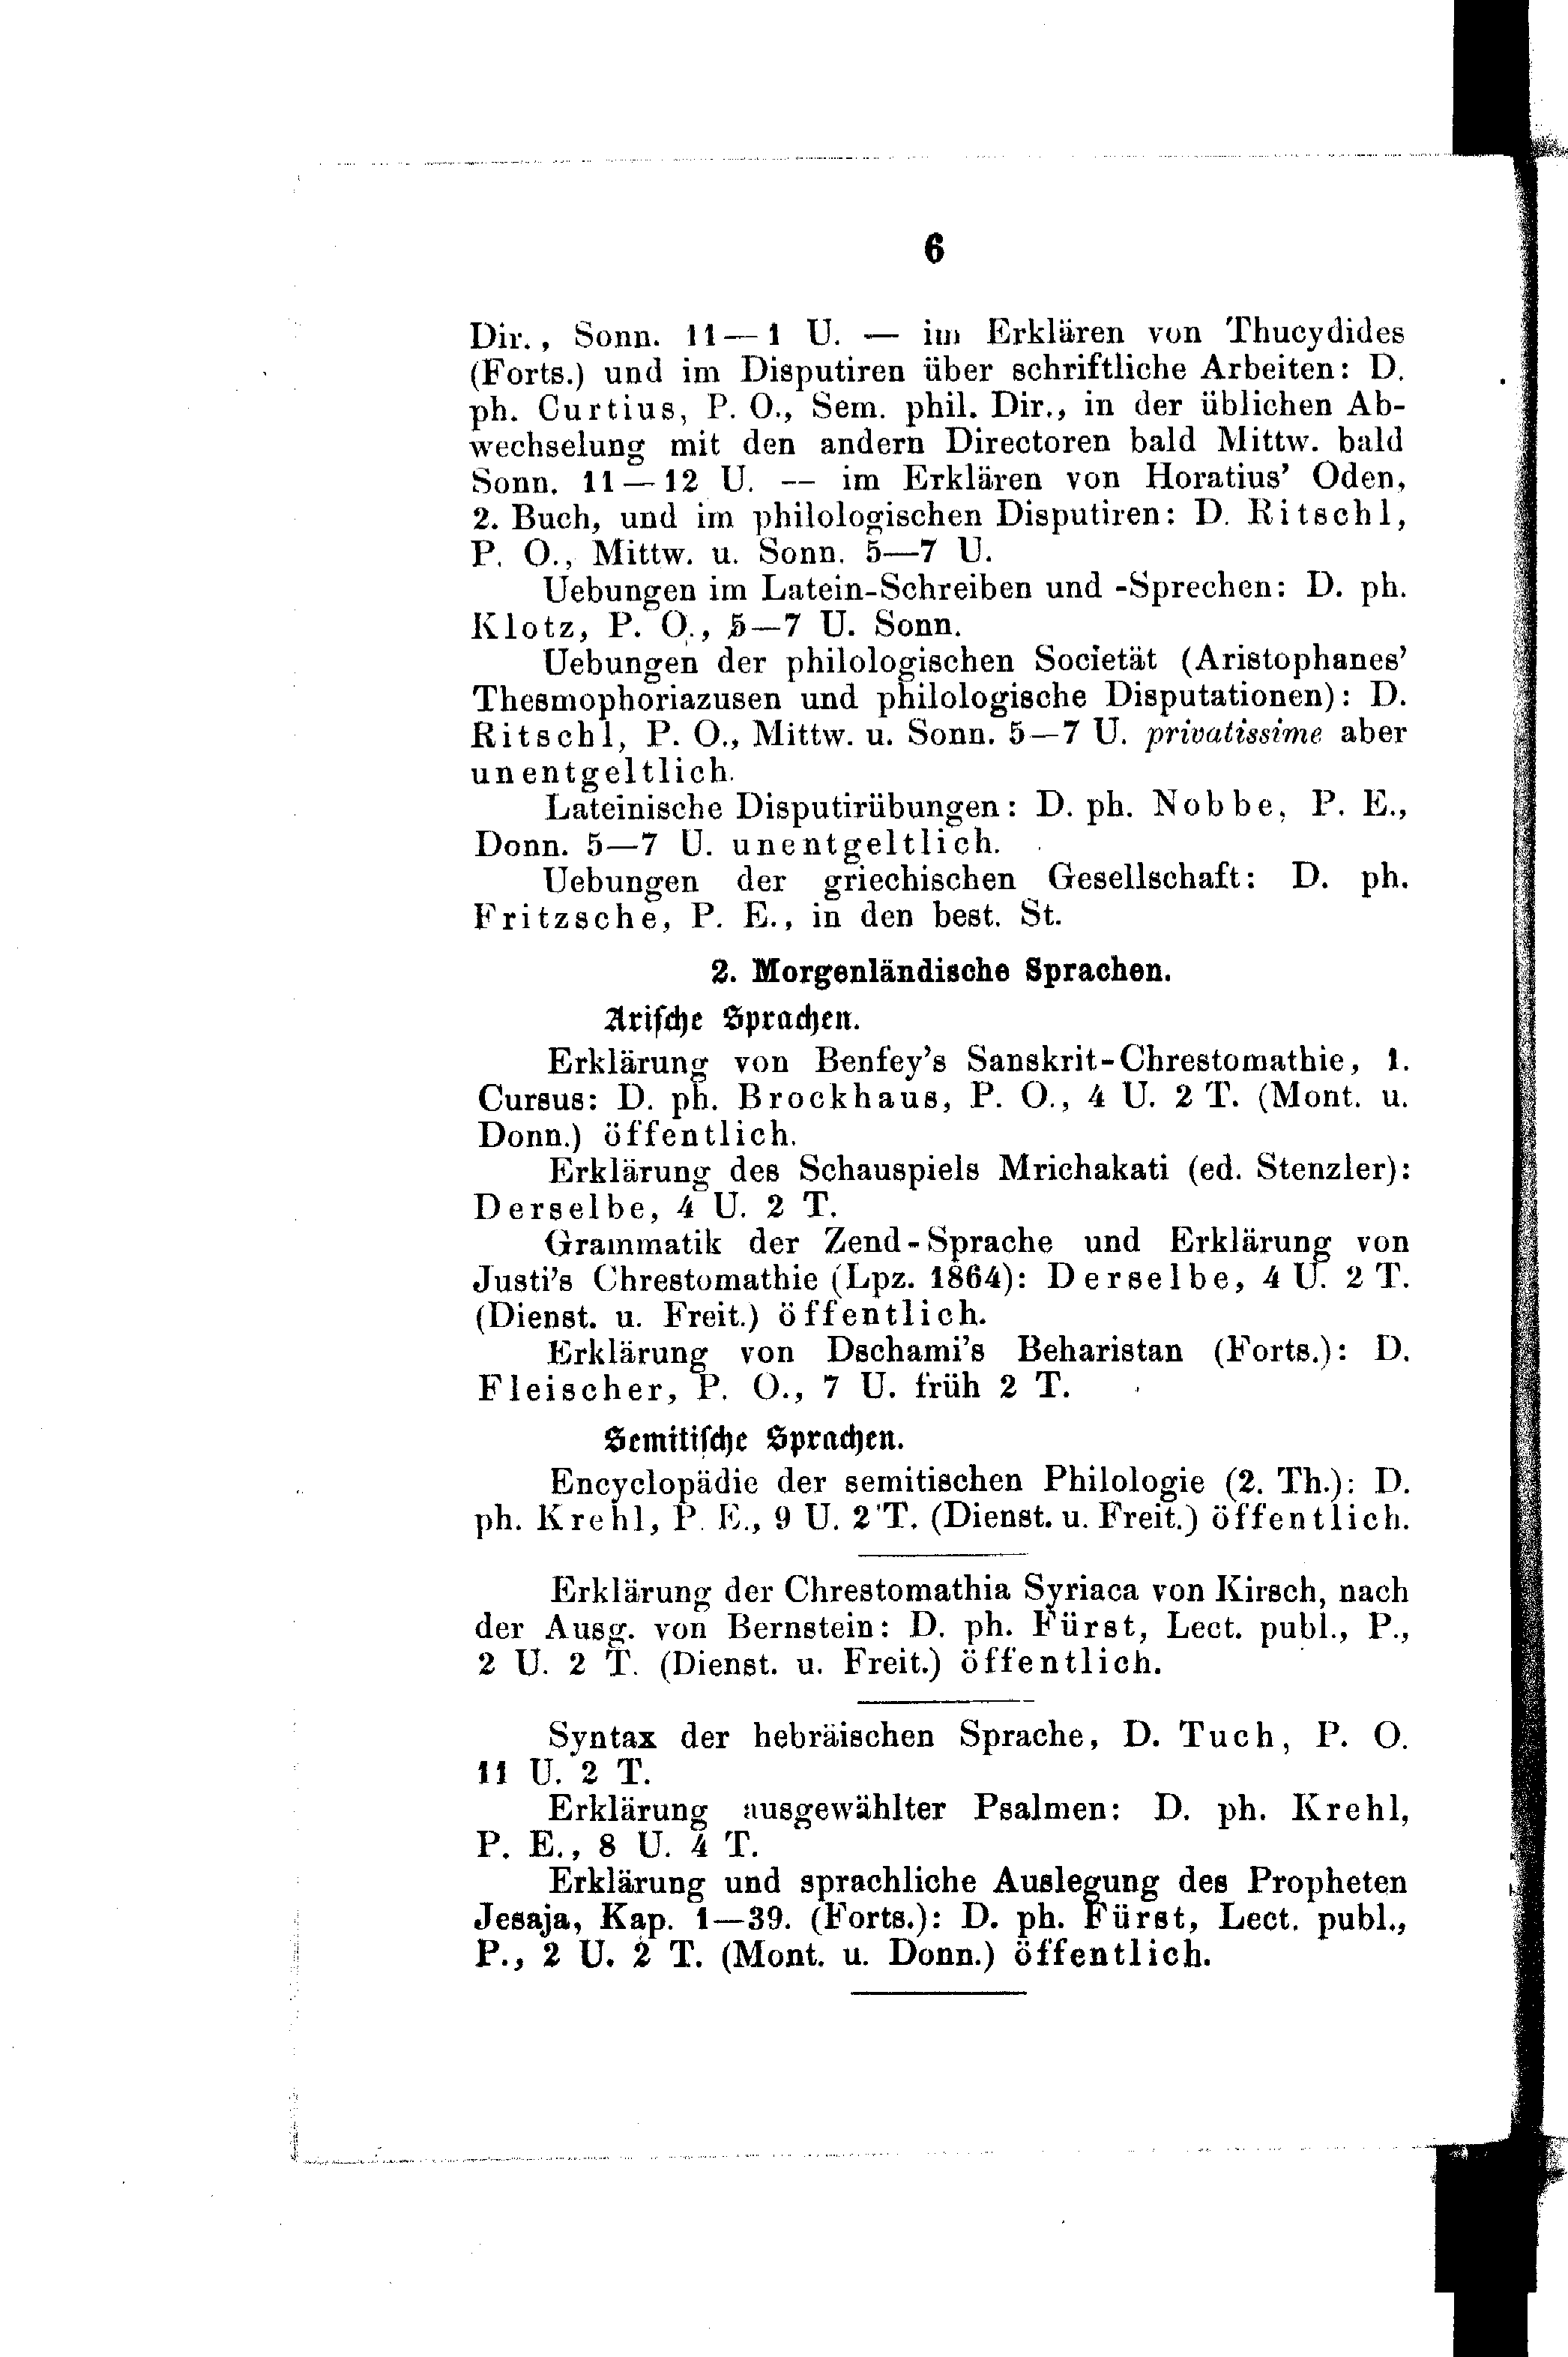 6
Dir., Sonn. 11—1 U. — im Erklären von Thucydides
(Forts.) und im Disputiren über schriftliche Arbeiten: D.
ph. Curtius, P. O., Sem. phil. Dir., in der üblichen Ab-
wechselung mit den andern Directoren bald Mittw. bald
Sonn. 11—12 U. — im Erklären von Horatius’ Oden,
2. Buch, und im philologischen Disputiren: D. Ritschl,
P. O., Mittw. u. Sonn. 5—7 U.
Uebungen im Latein-Schreiben und -Sprechen: D. ph.
Klotz, P. O., 5—7 U. Sonn.
Uebungen der philologischen Societät (Aristophanes’
Thesmophoriazusen und philologische Disputationen): D.
Ritschl, P. O., Mittw. u. Sonn. 5—7 U. privatissime aber
unentgeltlich.
Lateinische Disputirübungen: D. ph. Nobbe, P. E.,
Donn. 5—7 U. unentgeltlich.
Uebungen der griechischen Gesellschaft: D. ph.
Fritzsche, P. E., in den best. St.
2. Morgenländische Sprachen.
Arische Sprachen.
Erklärung von Benfey’s Sanskrit-Chrestomathie, 1.
Cursus: D. ph. Brockhaus, P. O., 4 U. 2 T. (Mont. u.
Donn.) öffentlich.
Erklärung des Schauspiels Mrichakati (ed. Stenzler):
Derselbe, 4 U. 2 T.
Grammatik der Zend-Sprache und Erklärung von
Justi’s Chrestomathie (Lpz. 1864): Derselbe, 4 U. 2 T.
(Dienst. u. Freit.) öffentlich.
Erklärung von Dschami’s Beharistan (Forts.): D.
Fleischer, P. O., 7 U. früh 2 T.
Semitische Sprachen.
Encyclopädie der semitischen Philologie (2. Th.): D.
ph. Krehl, P. E., 9 U. 2 T. (Dienst. u. Freit.) öffentlich.
Erklärung der Chrestomathia Syriaca von Kirsch, nach
der Ausg. von Bernstein: D. ph. Fürst, Lect. publ., P.,
2 U. 2 T. (Dienst. u. Freit.) öffentlich.
Syntax der hebräischen Sprache, D. Tuch, P. O.
11 U. 2 T.
Erklärung ausgewählter Psalmen: D. ph. Krehl,
P. E., 8 U. 4 T.
Erklärung und sprachliche Auslegung des Propheten
Jesaja, Kap. 1—39. (Forts.): D. ph. Fürst, Lect. publ.,
P., 2 U. 2 T. (Mont. u. Donn.) öffentlich.